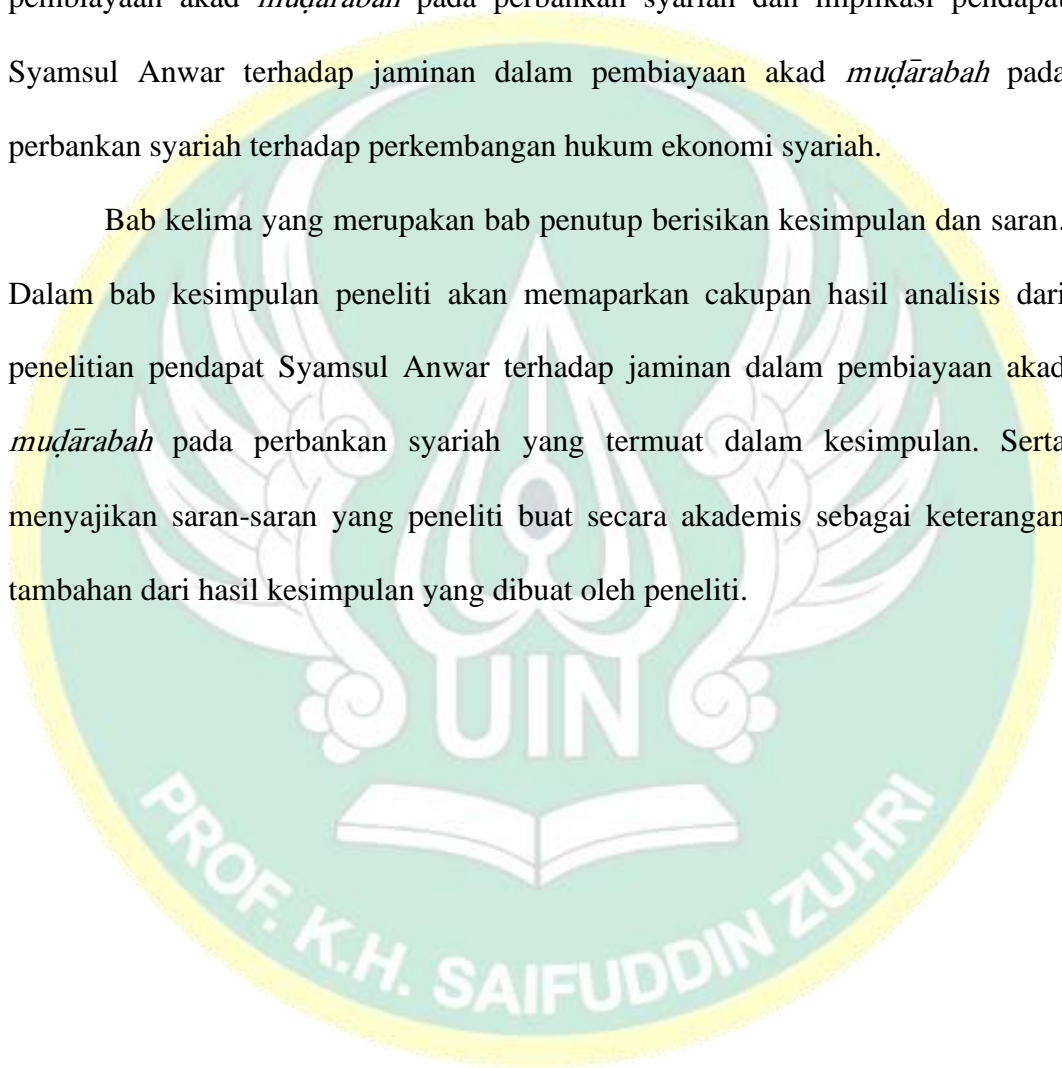 pembiayaan akad muḍārabah pada perbankan syariah dan implikasi pendapat
Syamsul Anwar terhadap jaminan dalam pembiayaan akad muḍārabah pada
perbankan syariah terhadap perkembangan hukum ekonomi syariah.
Bab kelima yang merupakan bab penutup berisikan kesimpulan dan saran.
Dalam bab kesimpulan peneliti akan memaparkan cakupan hasil analisis dari
penelitian pendapat Syamsul Anwar terhadap jaminan dalam pembiayaan akad
muḍārabah pada perbankan syariah yang termuat dalam kesimpulan. Serta
menyajikan saran-saran yang peneliti buat secara akademis sebagai keterangan
tambahan dari hasil kesimpulan yang dibuat oleh peneliti.
UIN
PROF. K.H. SAIFUDDIN ZUHRI